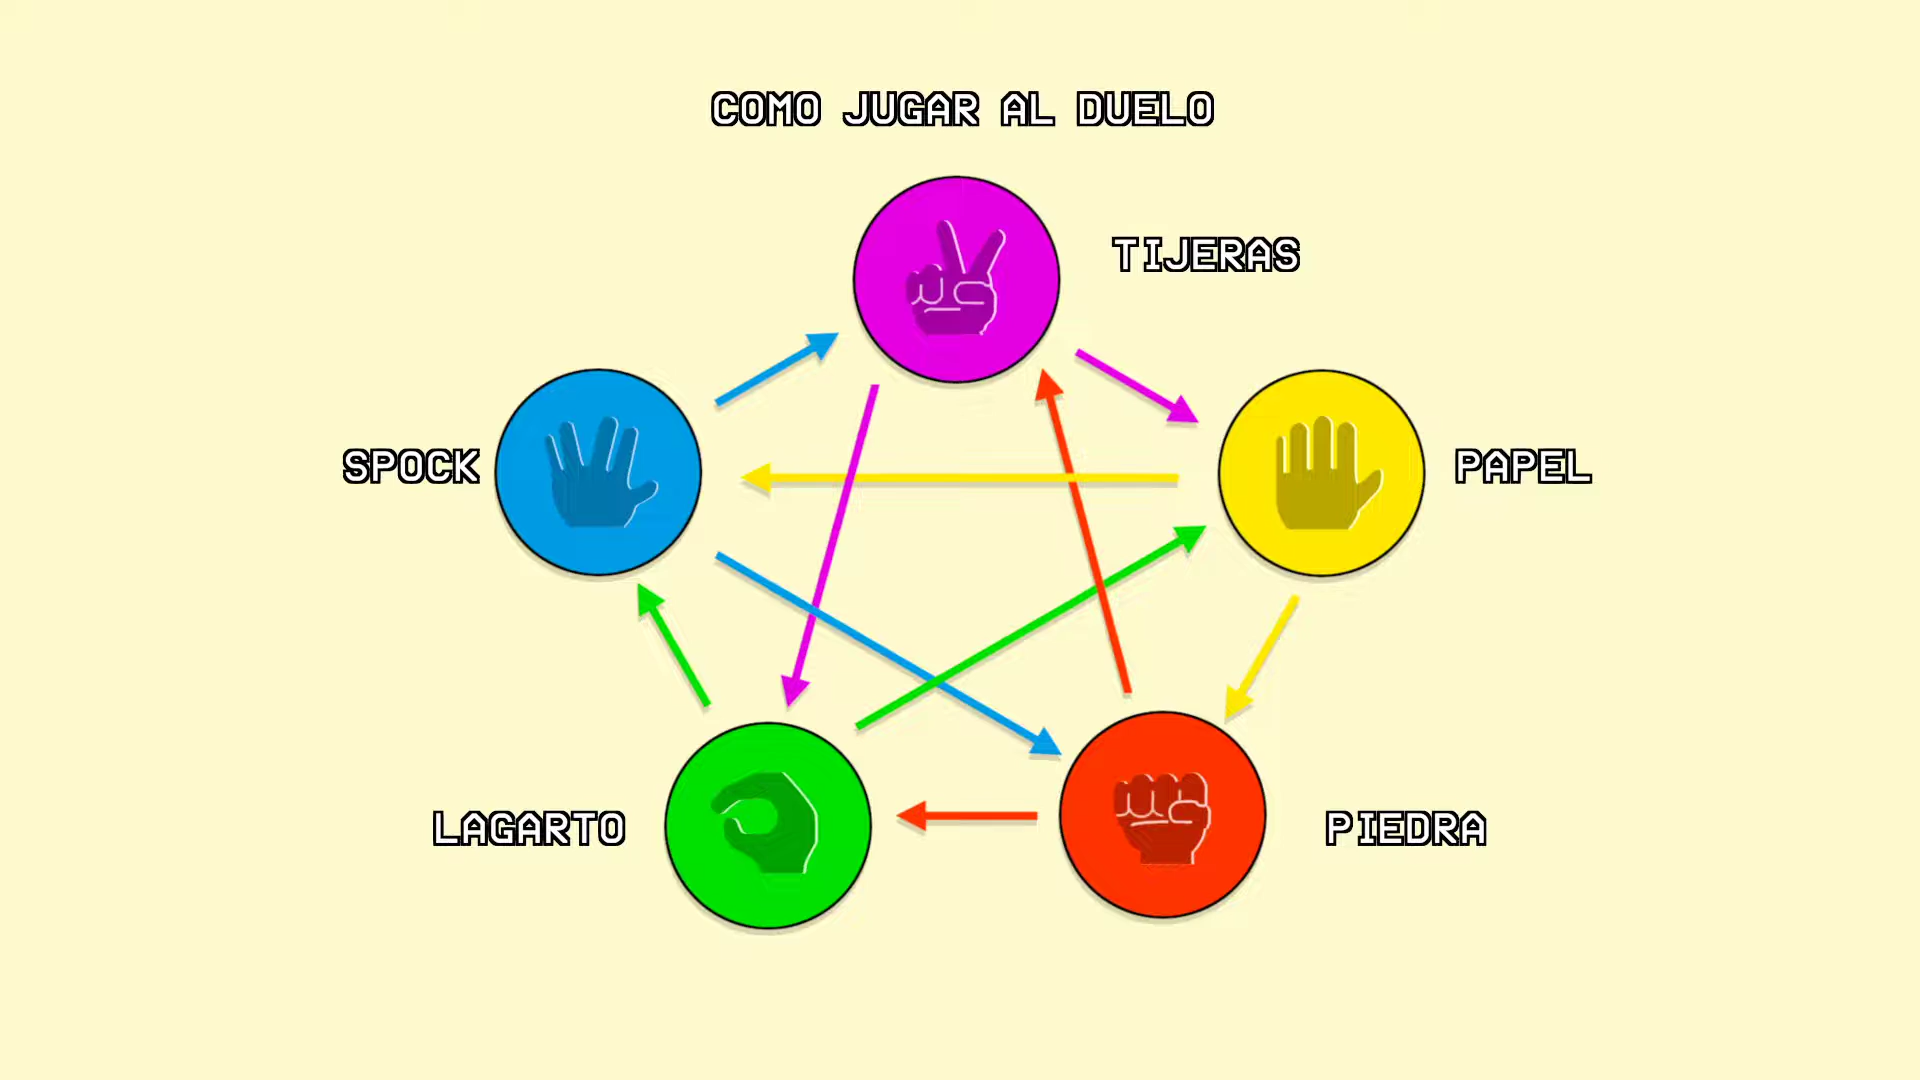 COMO JUGAR AL DUELO
TIJERAS
SPOCK
PAPEL
LAGARTO
PIEDRA